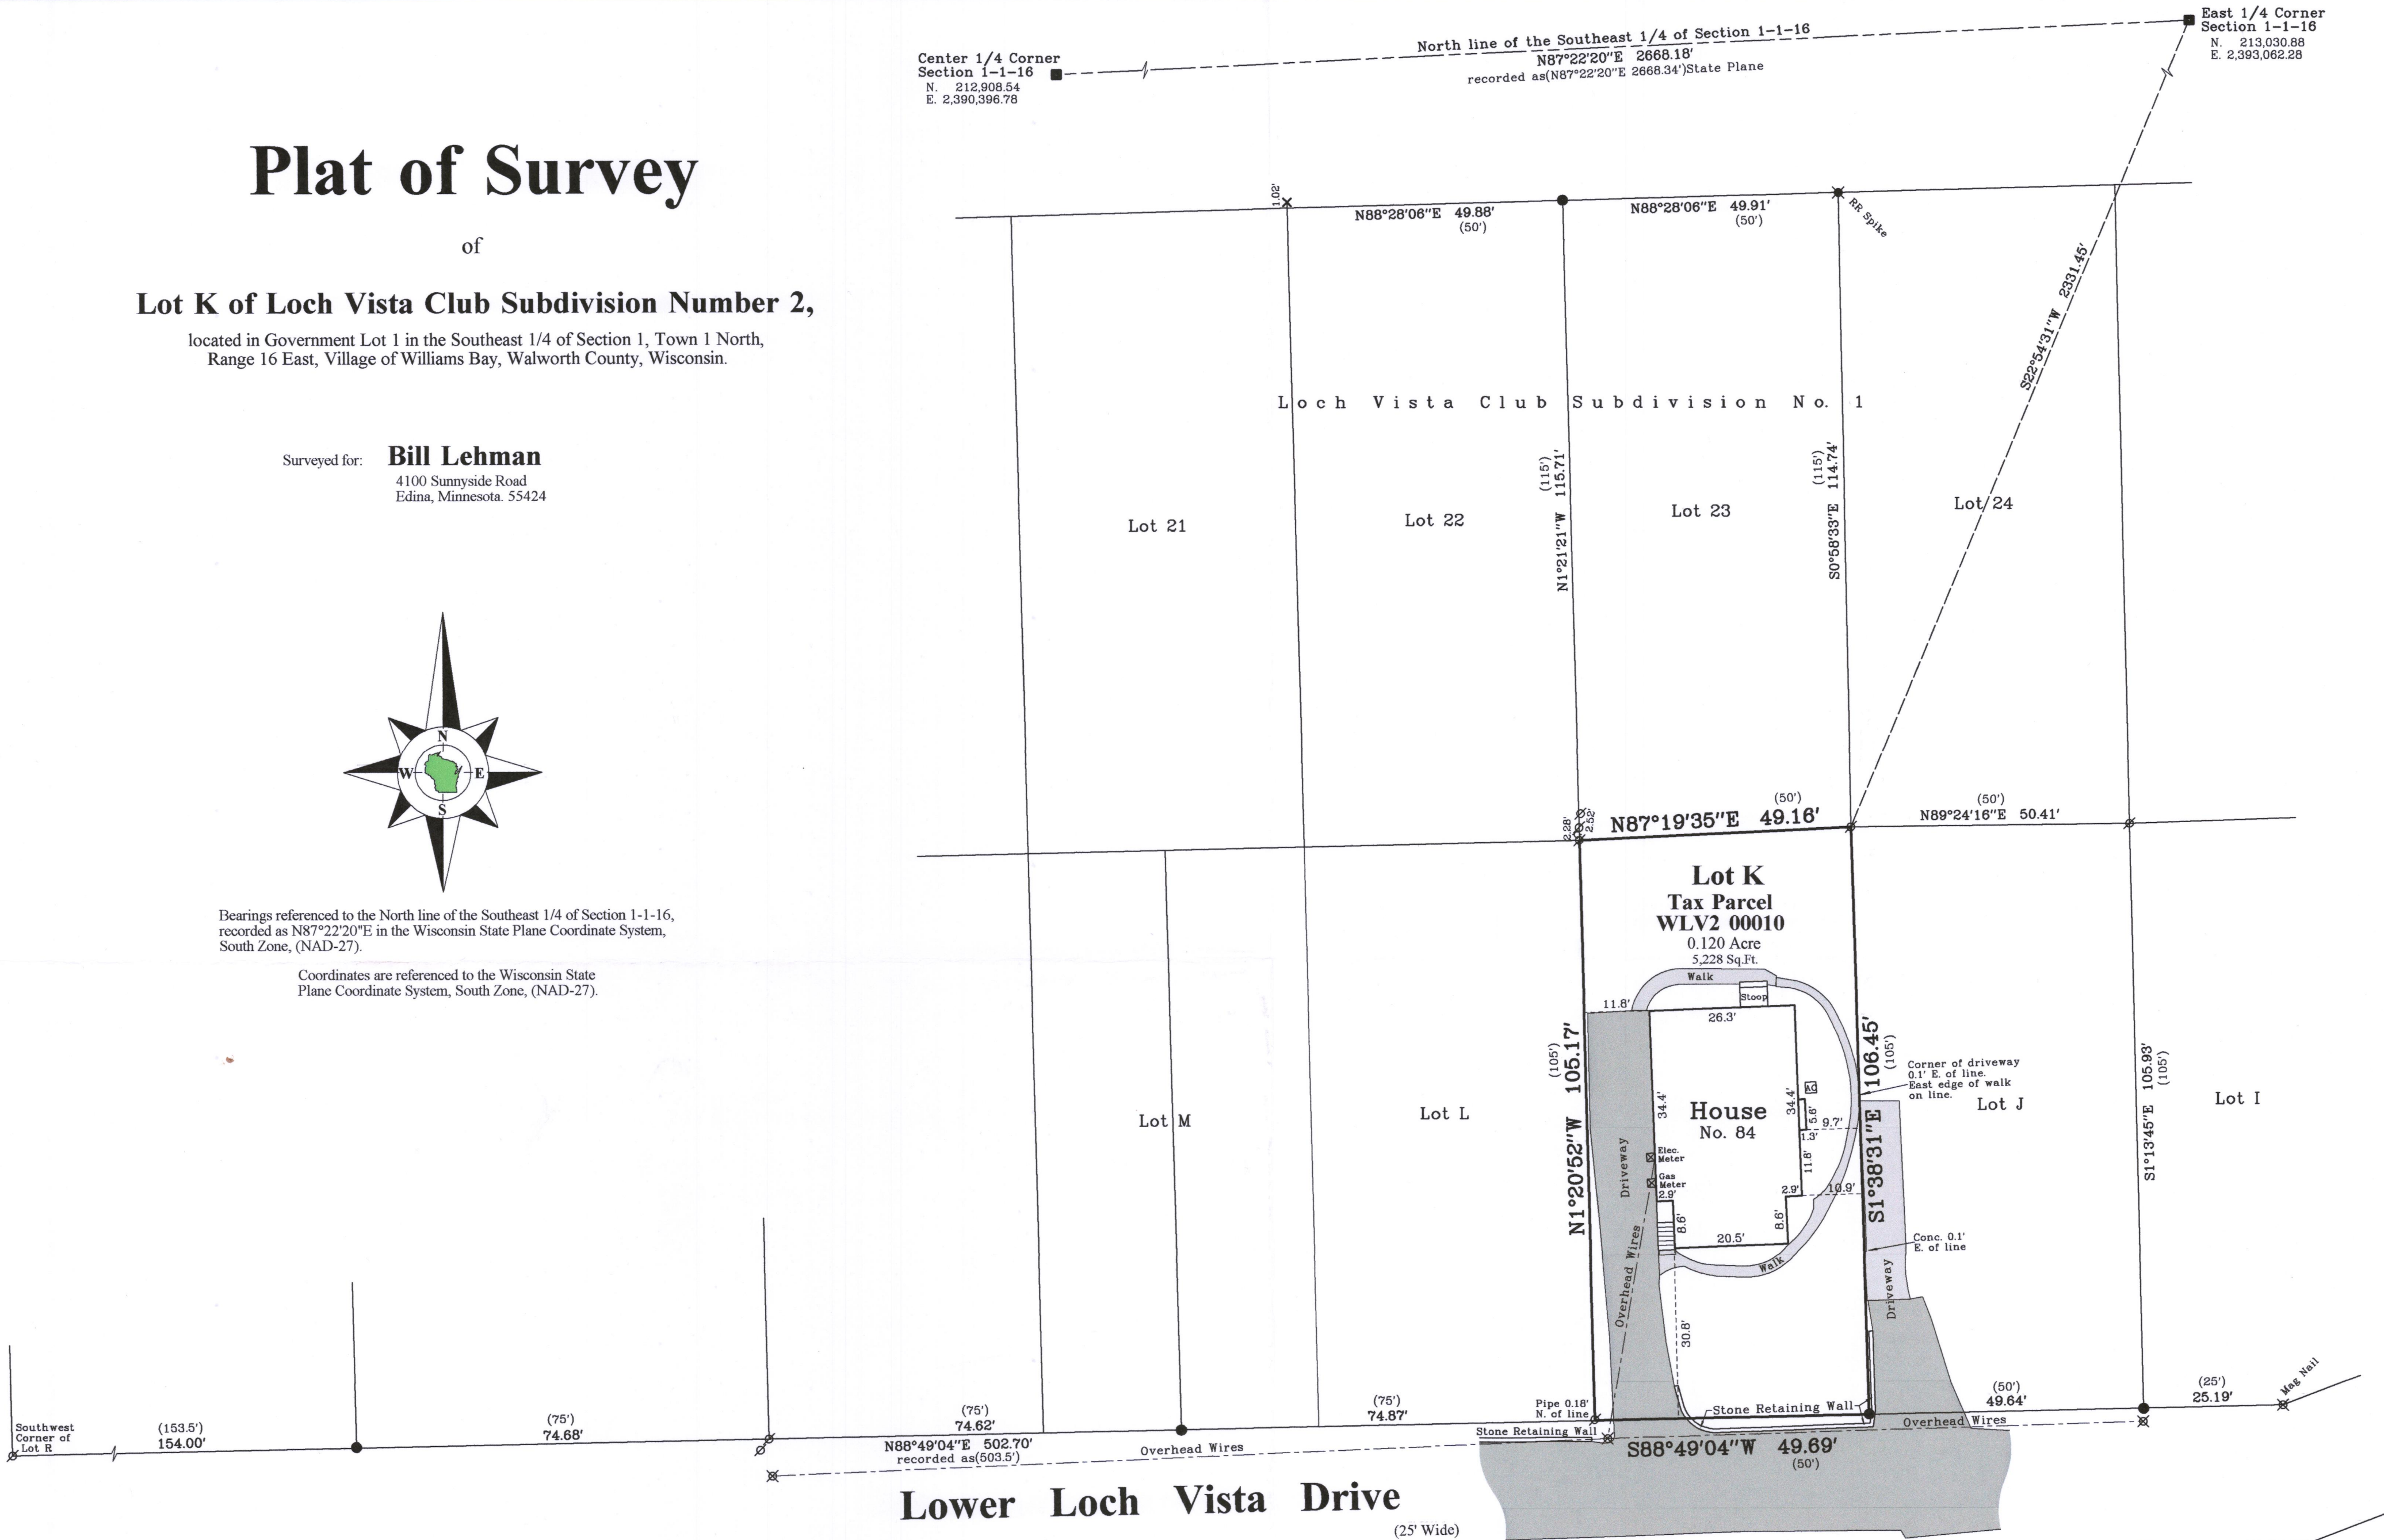 Plat of Survey
of
Lot K of Loch Vista Club Subdivision Number 2,
located in Government Lot 1 in the Southeast 1/4 of Section 1, Town 1 North,
Range 16 East, Village of Williams Bay, Walworth County, Wisconsin.
Surveyed for: Bill Lehman
4100 Sunnyside Road
Edina, Minnesota. 55424
N
W E
S
Bearings referenced to the North line of the Southeast 1/4 of Section 1-1-16,
recorded as N87°22'20"E in the Wisconsin State Plane Coordinate System,
South Zone, (NAD-27).
Coordinates are referenced to the Wisconsin State
Plane Coordinate System, South Zone, (NAD-27).
Center 1/4 Corner
Section 1-1-16
N. 212,908.54
E. 2,390,396.78
North line of the Southeast 1/4 of Section 1-1-16
N87°22'20"E 2668.18'
recorded as(N87°22'20"E 2668.34')State Plane
East 1/4 Corner
Section 1-1-16
N. 213,030.88
E. 2,393,062.28
1.02'
N88°28'06"E 49.88'
(50')
N88°28'06"E 49.91'
(50')
RR Spike
S22°54'31"W 2331.45'
Loch Vista Club Subdivision No. 1
(115')
N1°21'21"W 115.71'
(115')
S0°58'33"E 114.74'
Lot 21
Lot 22
Lot 23
Lot 24
2.28'
2.52'
(50')
N87°19'35"E 49.16'
(50')
N89°24'16"E 50.41'
Lot K
Tax Parcel
WLV2 00010
0.120 Acre
5,228 Sq.Ft.
Walk
Stoop
11.8'
26.3'
(105')
N1°20'52"W 105.17'
34.4'
House
No. 84
34.4'
AC
5.6'
9.7'
1.3'
11.8'
Elec.
Meter
Gas
Meter
2.9'
8.6'
2.9'
10.9'
8.6'
20.5'
Walk
Driveway
Overhead Wires
30.8'
S1°38'31"E 106.45'
(105')
Corner of driveway
0.1' E. of line.
East edge of walk
on line.
Conc. 0.1'
E. of line
Driveway
Lot M
Lot L
Lot J
Lot I
S1°13'45"E 105.93'
(105')
Southwest
Corner of
Lot R
(153.5')
154.00'
(75')
74.68'
(75')
74.62'
N88°49'04"E 502.70'
recorded as(503.5')
Overhead Wires
(75')
74.87'
Pipe 0.18'
N. of line
Stone Retaining Wall
Stone Retaining Wall
S88°49'04"W 49.69'
(50')
Overhead Wires
(50')
49.64'
(25')
25.19'
Mag Nail
Lower Loch Vista Drive
(25' Wide)